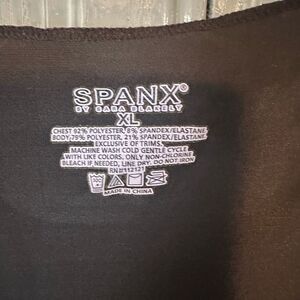 SPANX®
BY SARA BLAKELY
XL
CHEST 92% POLYESTER, 8% SPANDEX/ELASTANE
BODY,79% POLYESTER, 21% SPANDEX/ELASTANE
EXCLUSIVE OF TRIMS.
MACHINE WASH COLD GENTLE CYCLE
WITH LIKE COLORS. ONLY NON-CHLORINE
BLEACH IF NEEDED, LINE DRY. DO NOT IRON
RN#112127
MADE IN CHINA